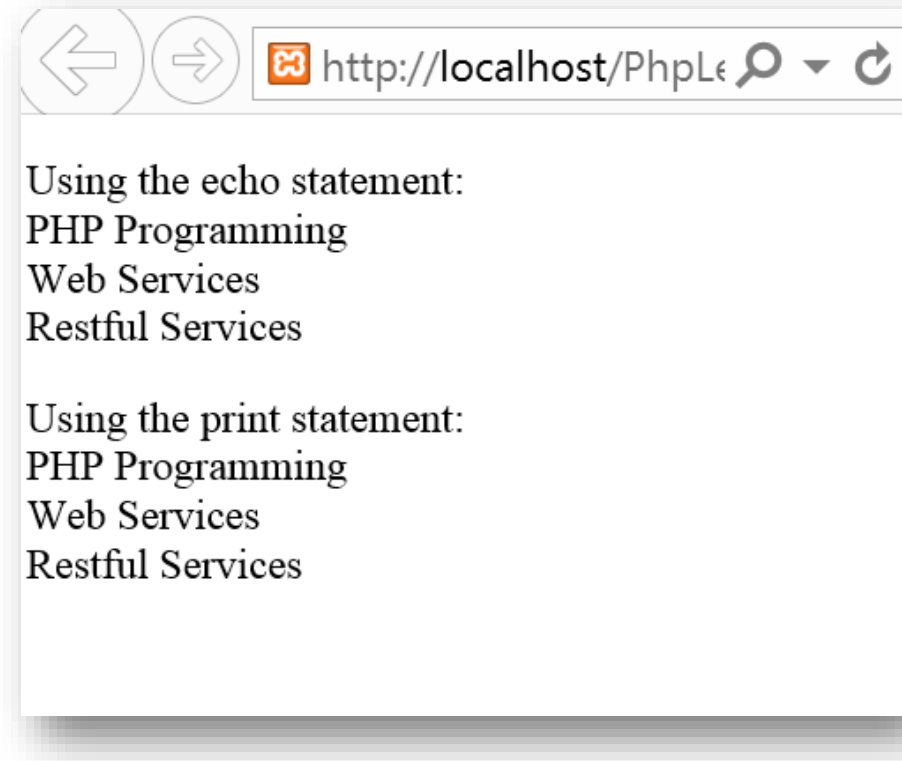 http://localhost/PhpLe
Using the echo statement:
PHP Programming
Web Services
Restful Services
Using the print statement:
PHP Programming
Web Services
Restful Services